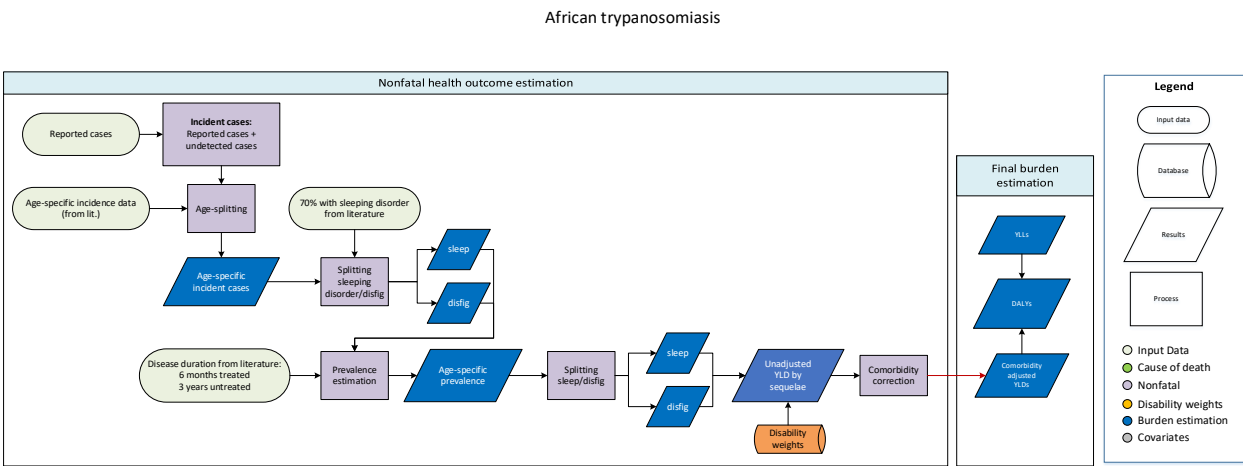 African trypanosomiasis
Nonfatal health outcome estimation
Reported cases
Incident cases:
Reported cases +
undetected cases
Age-specific incidence data
(from lit.)
Age-splitting
70% with sleeping disorder
from literature
Age-specific
incident cases
Splitting
sleeping
disorder/disfig
sleep
disfig
Disease duration from literature:
6 months treated
3 years untreated
Prevalence
estimation
Age-specific
prevalence
Splitting
sleep/disfig
sleep
disfig
Unadjusted
YLD by
sequelae
Disability
weights
Comorbidity
correction
Final burden
estimation
YLLs
DALYs
Comorbidity
adjusted
YLDs
Legend
Input data
Database
Results
Process
Input Data
Cause of death
Nonfatal
Disability weights
Burden estimation
Covariates